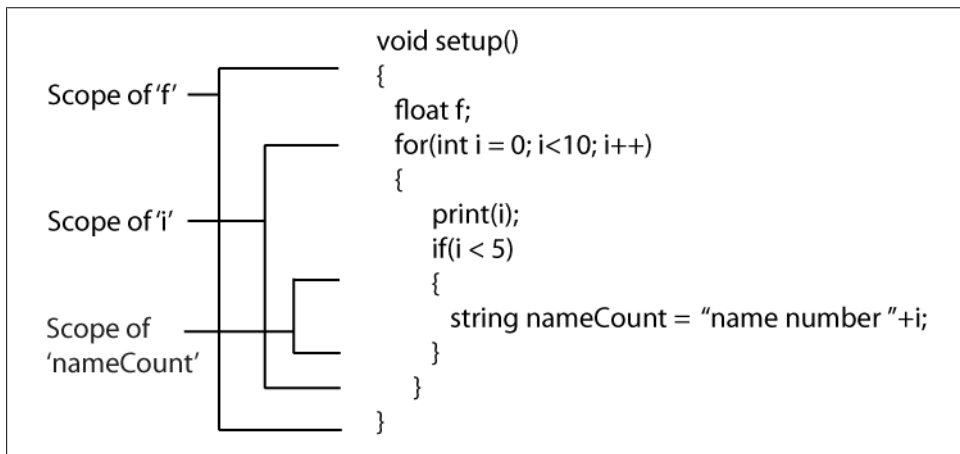 void setup()
{
Scope of 'f'
float f;
for(int i = 0; i<10; i++)
{
Scope of 'i'
print(i);
if(i < 5)
{
string nameCount = “name number ”+i;
Scope of
'nameCount'
}
}
}